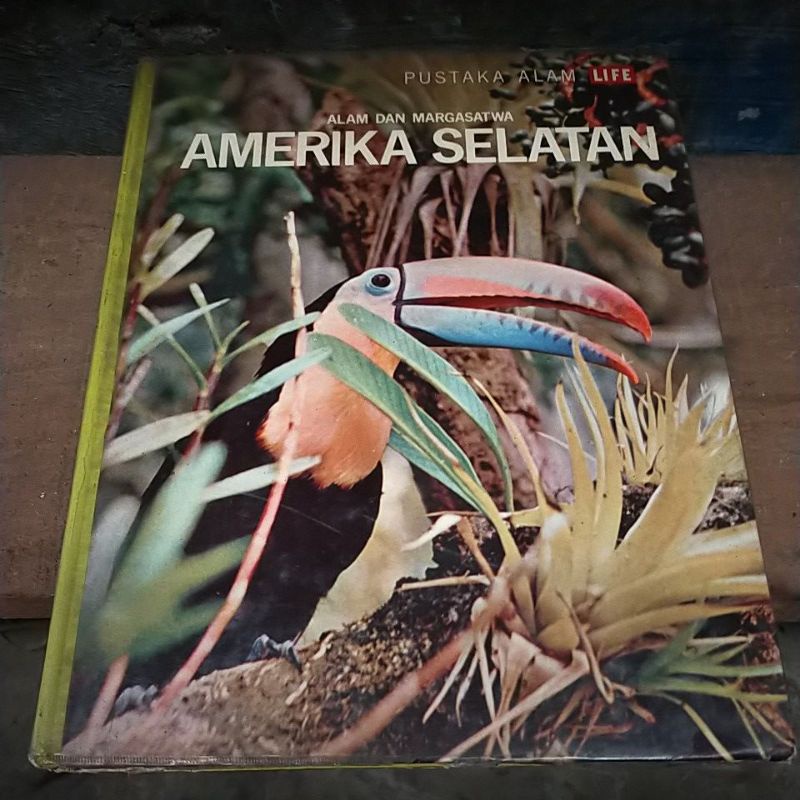 PUSTAKA ALAM LIFE
ALAM DAN MARGASATWA
AMERIKA SELATAN